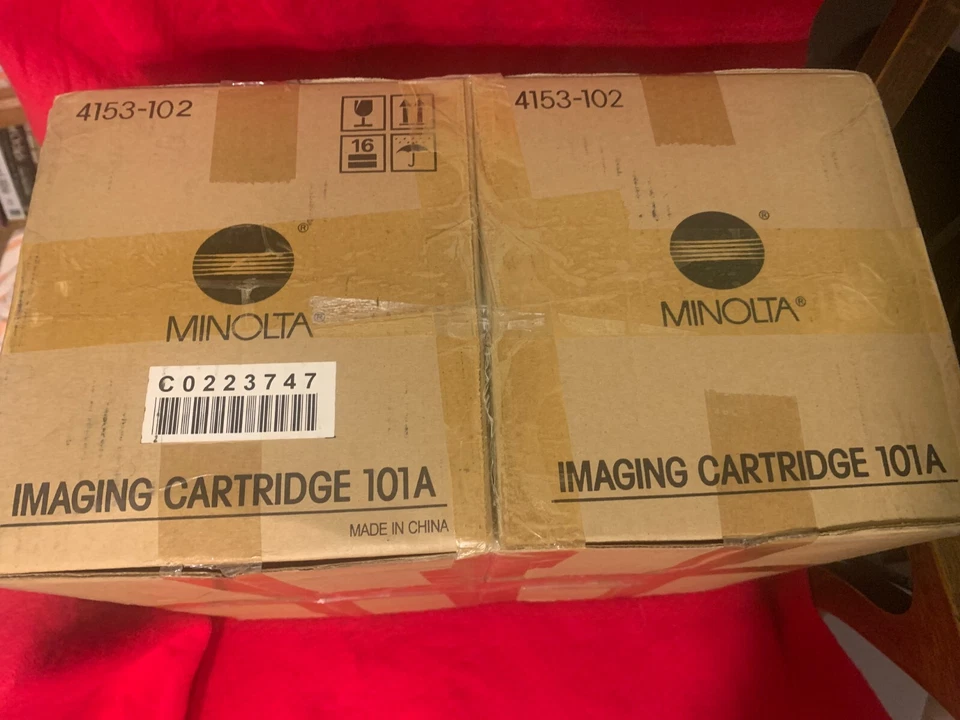 4153-102
16
MINOLTA®
C0223747
IMAGING CARTRIDGE 101A
MADE IN CHINA
4153-102
MINOLTA®
IMAGING CARTRIDGE 101A